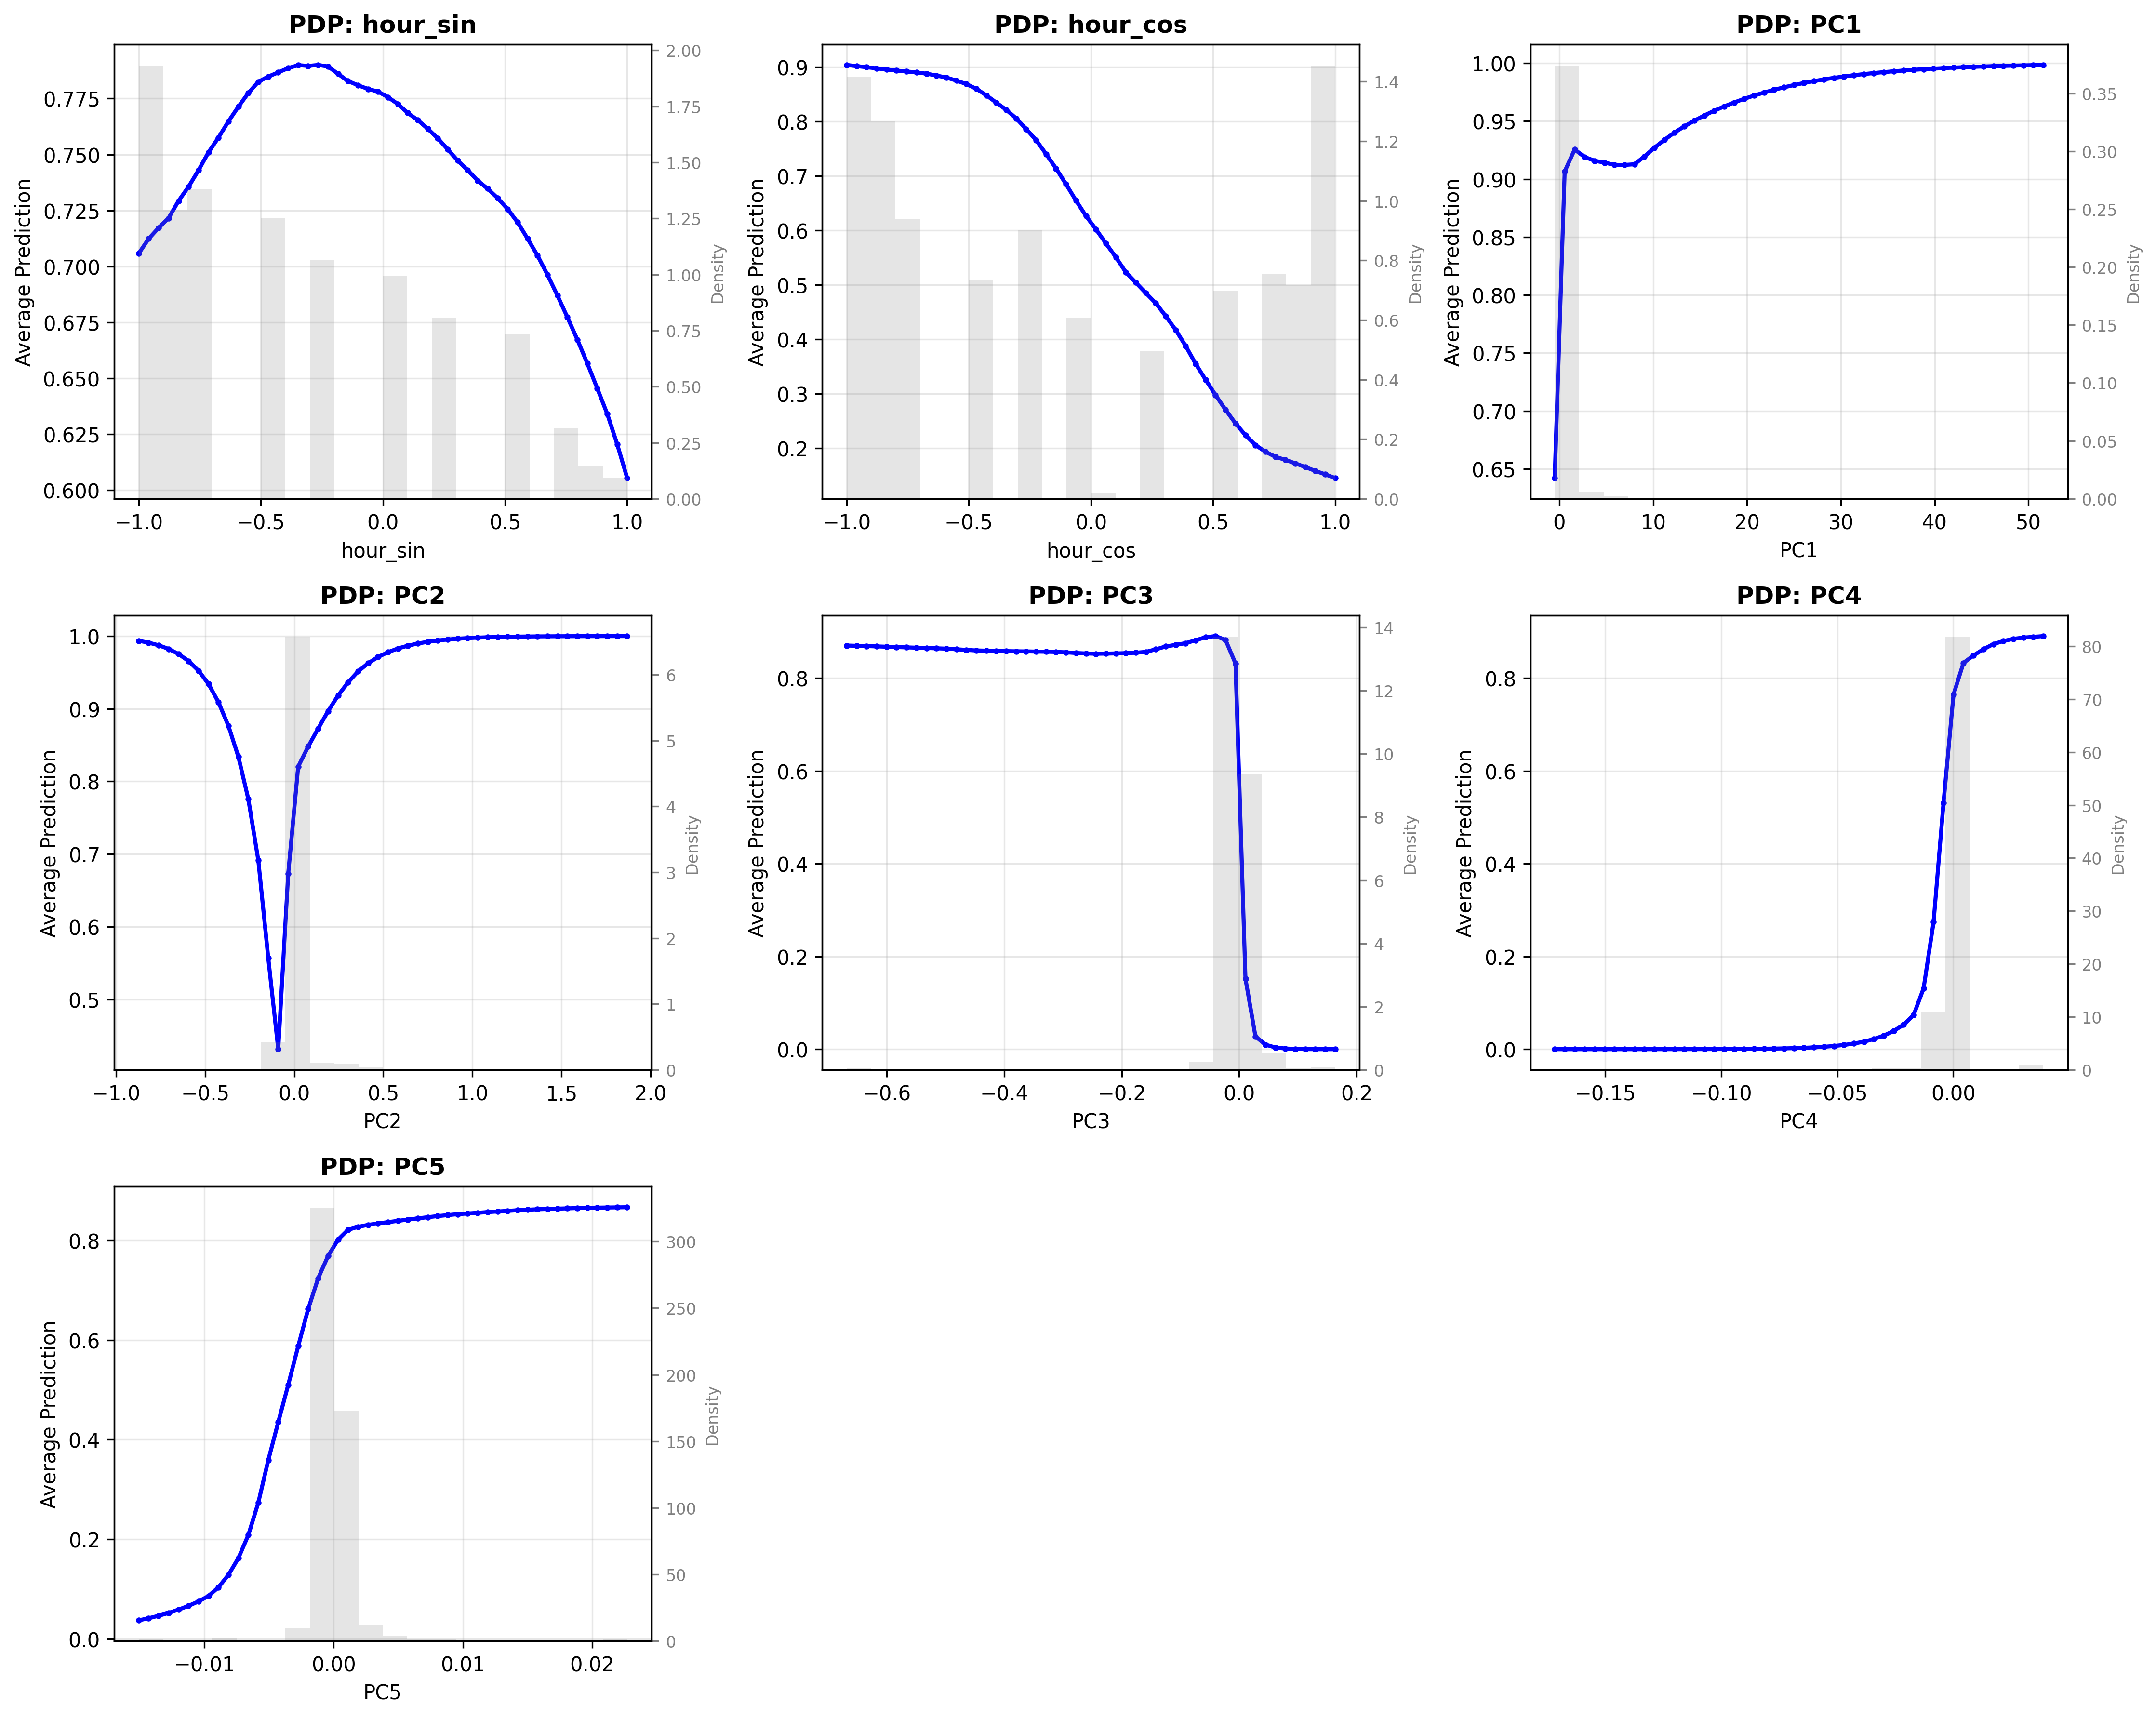 PDP: hour_sin
PDP: hour_cos
PDP: PC1
Average Prediction
0.775
0.750
0.725
0.700
0.675
0.650
0.625
0.600
−1.0 −0.5 0.0 0.5 1.0
hour_sin
2.00
1.75
1.50
1.25
1.00
0.75
0.50
0.25
0.00
Density
Average Prediction
0.9
0.8
0.7
0.6
0.5
0.4
0.3
0.2
−1.0 −0.5 0.0 0.5 1.0
hour_cos
1.4
1.2
1.0
0.8
0.6
0.4
0.2
0.0
Density
Average Prediction
1.00
0.95
0.90
0.85
0.80
0.75
0.70
0.65
0 10 20 30 40 50
PC1
0.35
0.30
0.25
0.20
0.15
0.10
0.05
0.00
Density
PDP: PC2
PDP: PC3
PDP: PC4
Average Prediction
1.0
0.9
0.8
0.7
0.6
0.5
−1.0 −0.5 0.0 0.5 1.0 1.5 2.0
PC2
6
5
4
3
2
1
0
Density
Average Prediction
0.8
0.6
0.4
0.2
0.0
−0.6 −0.4 −0.2 0.0 0.2
PC3
14
12
10
8
6
4
2
0
Density
Average Prediction
0.8
0.6
0.4
0.2
0.0
−0.15 −0.10 −0.05 0.00
PC4
80
70
60
50
40
30
20
10
0
Density
PDP: PC5
Average Prediction
0.8
0.6
0.4
0.2
0.0
−0.01 0.00 0.01 0.02
PC5
300
250
200
150
100
50
0
Density